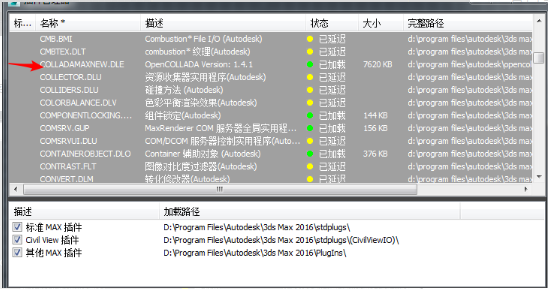 标... 名称 * 描述 状态 大小 完整路径
CMB.BMI Combustion* File I/O (Autodesk) 已延迟 d:\program files\autodesk\3ds max
CMBTEX.DLT combustion* 纹理(Autodesk) 已延迟 d:\program files\autodesk\3ds max
COLLADAMAXNEW.DLE OpenCOLLADA Version: 1.4.1 已加载 7620 KB d:\program files\autodesk\opencol
COLLECTOR.DLU 资源收集器实用程序(Autodesk) 已延迟 d:\program files\autodesk\3ds max
COLLIDERS.DLU 碰撞方法 (Autodesk) 已延迟 d:\program files\autodesk\3ds max
COLORBALANCE.DLV 色彩平衡渲染效果(Autodesk) 已延迟 d:\program files\autodesk\3ds max
COMPONENTLOCKING.... 组件锁定(Autodesk) 已加载 144 KB d:\program files\autodesk\3ds max
COMSRV.GUP MaxRenderer COM 服务器全局实用程... 已加载 156 KB d:\program files\autodesk\3ds max
COMSRVUI.DLU COM/DCOM 服务器控制实用程序(Auto... 已延迟 d:\program files\autodesk\3ds max
CONTAINEROBJECT.DLO Container 辅助对象 (Autodesk) 已加载 376 KB d:\program files\autodesk\3ds max
CONTRAST.FLT 图像对比度过滤器(Autodesk) 已延迟 d:\program files\autodesk\3ds max
CONVERT.DLM 转化修改器(Autodesk) 已延迟 d:\program files\autodesk\3ds max
描述 加载路径
标准 MAX 插件 D:\Program Files\Autodesk\3ds Max 2016\stdplugs\
Civil View 插件 D:\Program Files\Autodesk\3ds Max 2016\stdplugs\(CivilViewIO)\
其他 MAX 插件 D:\Program Files\Autodesk\3ds Max 2016\PlugIns\